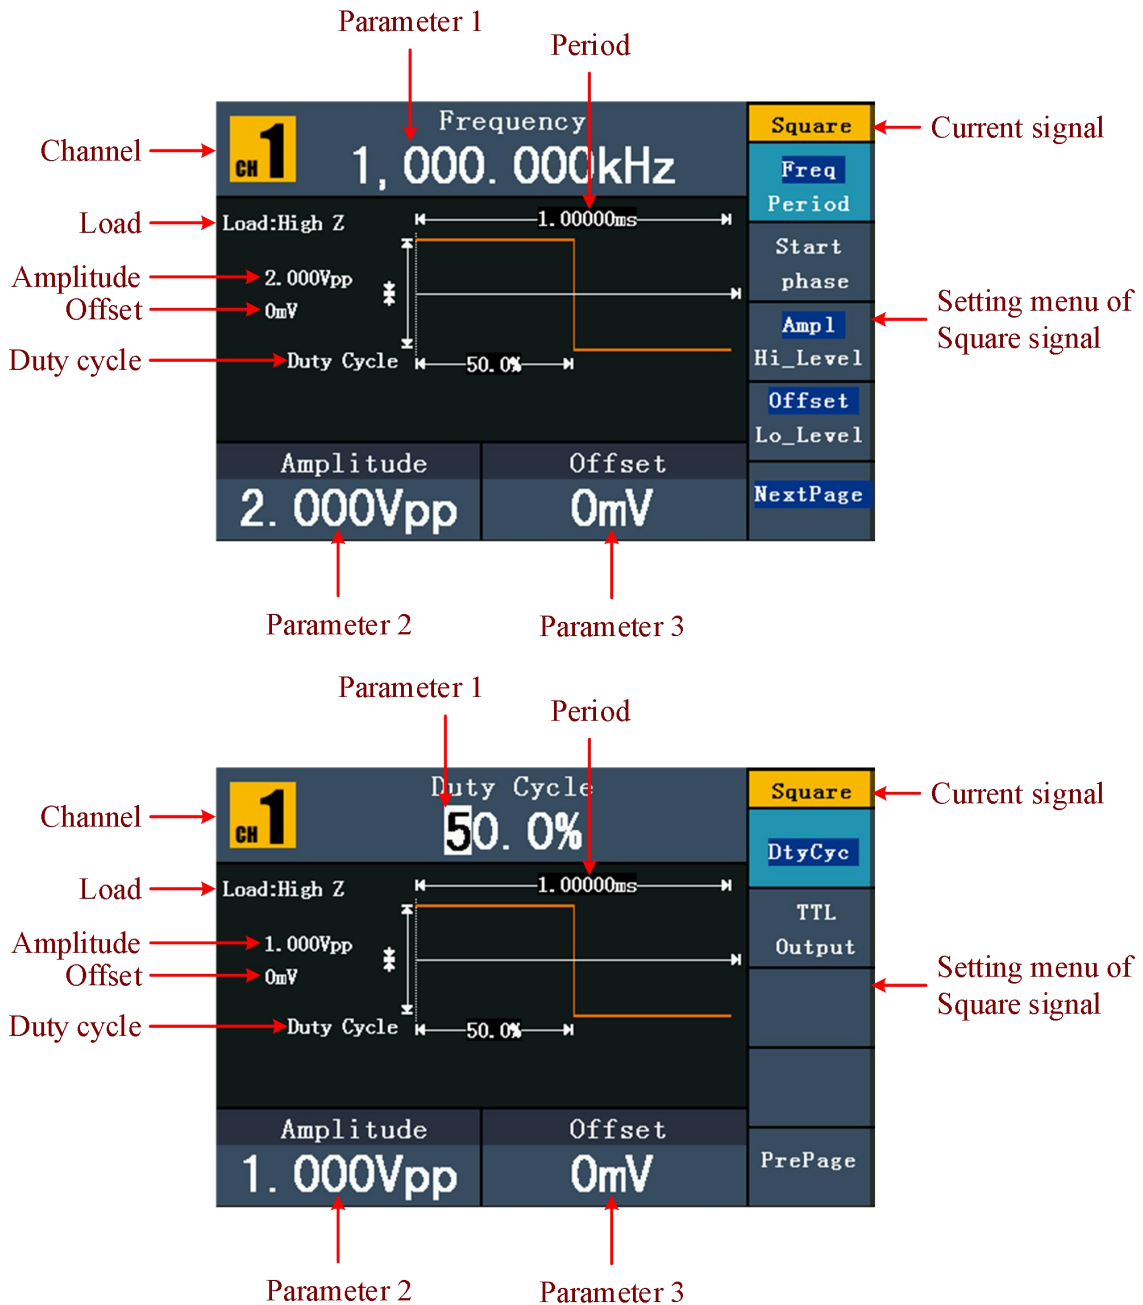 Parameter 1
Period
Channel
CH 1
Frequency
1,000.000kHz
Square
Current signal
Freq
Period
Load
Load:High Z
1.00000ms
Start
phase
Amplitude
2.000Vpp
Offset
0mV
Ampl
Hi_Level
Setting menu of
Square signal
Duty cycle
Duty Cycle
50.0%
Offset
Lo_Level
Amplitude
2.000Vpp
Offset
0mV
NextPage
Parameter 2
Parameter 3
Parameter 1
Period
Channel
CH 1
Duty Cycle
50.0%
Square
Current signal
DtyCyc
Load
Load:High Z
1.00000ms
TTL
Output
Amplitude
1.000Vpp
Offset
0mV
Setting menu of
Square signal
Duty cycle
Duty Cycle
50.0%
Amplitude
1.000Vpp
Offset
0mV
PrePage
Parameter 2
Parameter 3